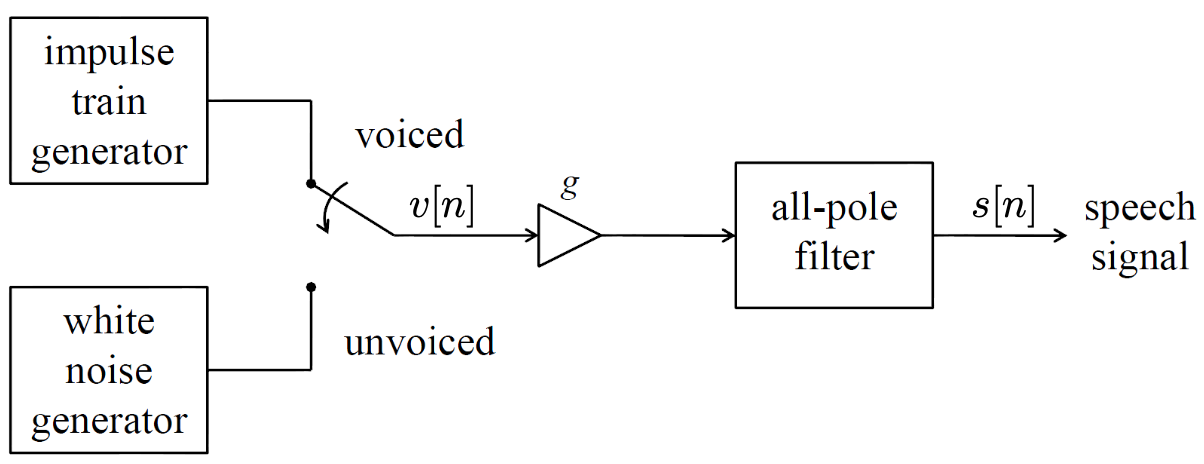 impulse
train
generator
voiced
v[n]
g
all-pole
filter
s[n]
speech
signal
white
noise
generator
unvoiced